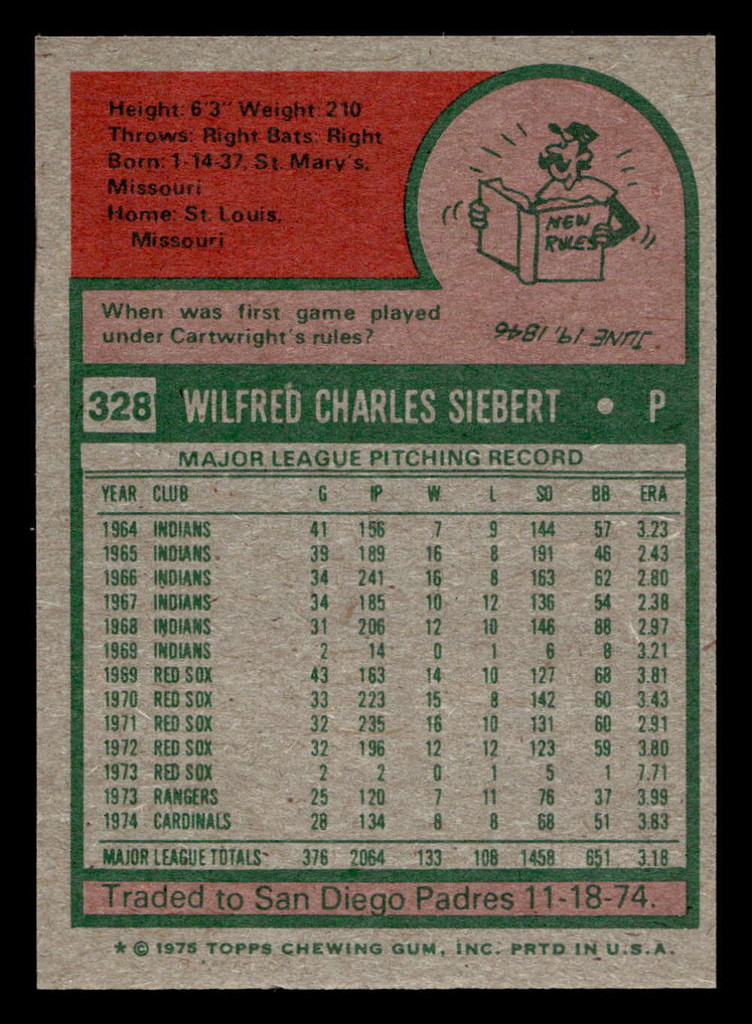 Height: 6'3" Weight: 210
Throws: Right Bats: Right
Born: 1-14-37, St. Mary's,
Missouri
Home: St. Louis,
Missouri
NEW
RULES
When was first game played
under Cartwright's rules?
JUNE 19, 1846
328 WILFRED CHARLES SIEBERT • P
MAJOR LEAGUE PITCHING RECORD
YEAR CLUB G IP W L SO BB ERA
1964 INDIANS 41 156 7 9 144 57 3.23
1965 INDIANS 39 189 16 8 191 46 2.43
1966 INDIANS 34 241 16 8 163 62 2.80
1967 INDIANS 34 185 10 12 136 54 2.38
1968 INDIANS 31 206 12 10 146 88 2.97
1969 INDIANS 2 14 0 1 6 8 3.21
1969 RED SOX 43 163 14 10 127 68 3.81
1970 RED SOX 33 223 15 8 142 60 3.43
1971 RED SOX 32 235 16 10 131 60 2.91
1972 RED SOX 32 196 12 12 123 59 3.80
1973 RED SOX 2 2 0 1 5 1 7.71
1973 RANGERS 25 120 7 11 76 37 3.99
1974 CARDINALS 28 134 8 8 68 51 3.83
MAJOR LEAGUE TOTALS 376 2064 133 108 1458 651 3.18
Traded to San Diego Padres 11-18-74.
* © 1975 TOPPS CHEWING GUM, INC. PRTD IN U.S.A.